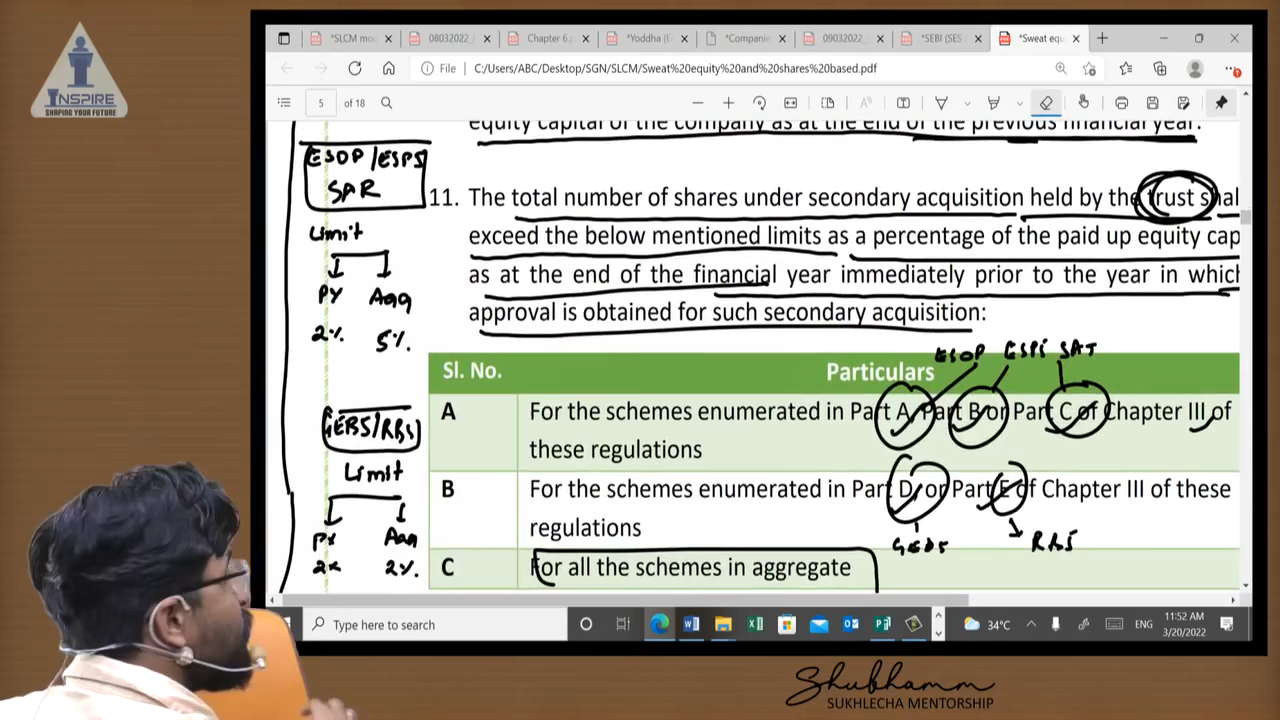 INSPIRE
SHAPING YOUR FUTURE
*SLCM mo
08032022_
Chapter 6.
*Yoddha (E
*Companie
09032022_
*SEBI (SES
*Sweat equ
File
C:/Users/ABC/Desktop/SGN/SLCM/Sweat%20equity%20and%20shares%20based.pdf
5 of 18
equity capital of the company as at the end of the previous financial year.
11. The total number of shares under secondary acquisition held by the trust shal
exceed the below mentioned limits as a percentage of the paid up equity cap
as at the end of the financial year immediately prior to the year in which
approval is obtained for such secondary acquisition:
ESOP/ESPS
SAR
Limit
PY Agg
2% 5%.
GEBS/RBS
Limit
PY Agg
2% 2%.
ESOP ESPS
Sl. No. Particulars
A For the schemes enumerated in Part A, Part B or Part C of Chapter III of
these regulations
B For the schemes enumerated in Part D, or Part E of Chapter III of these
regulations
GEBS RBS
C For all the schemes in aggregate
Type here to search
34°C
ENG
11:52 AM
3/20/2022
Shubhamm
SUKHLECHA MENTORSHIP